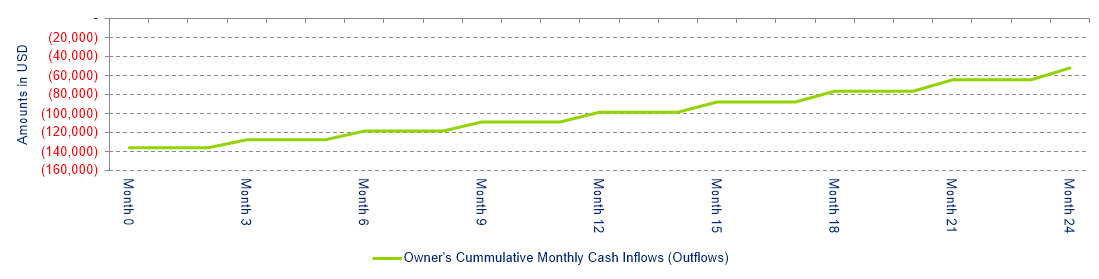 Amounts in USD
-
(20,000)
(40,000)
(60,000)
(80,000)
(100,000)
(120,000)
(140,000)
(160,000)
Month 0
Month 3
Month 6
Month 9
Month 12
Month 15
Month 18
Month 21
Month 24
Owner's Cummulative Monthly Cash Inflows (Outflows)